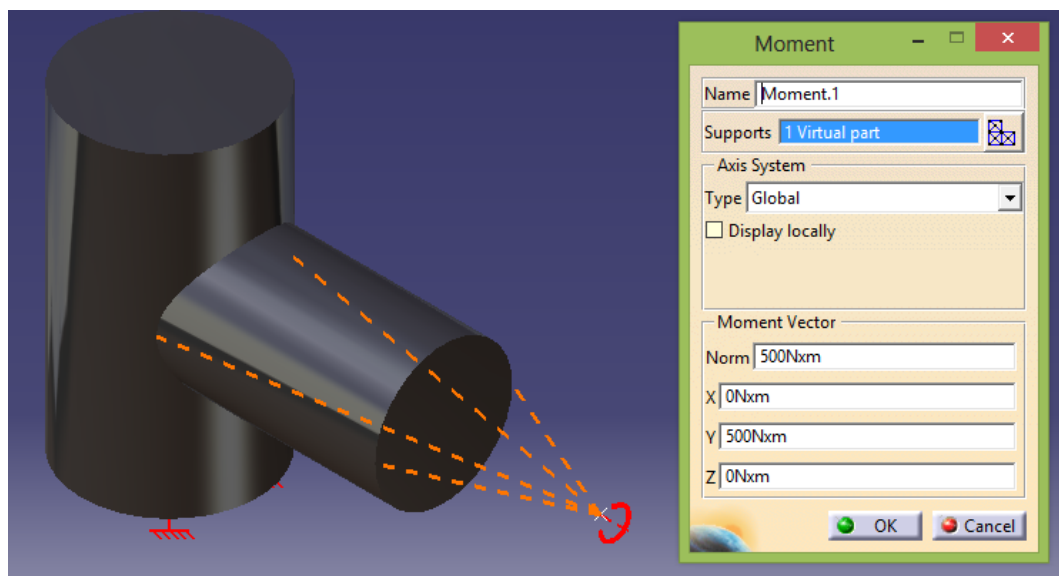 Moment
Name Moment.1
Supports 1 Virtual part
Axis System
Type Global
Display locally
Moment Vector
Norm 500Nxm
X 0Nxm
Y 500Nxm
Z 0Nxm
OK Cancel